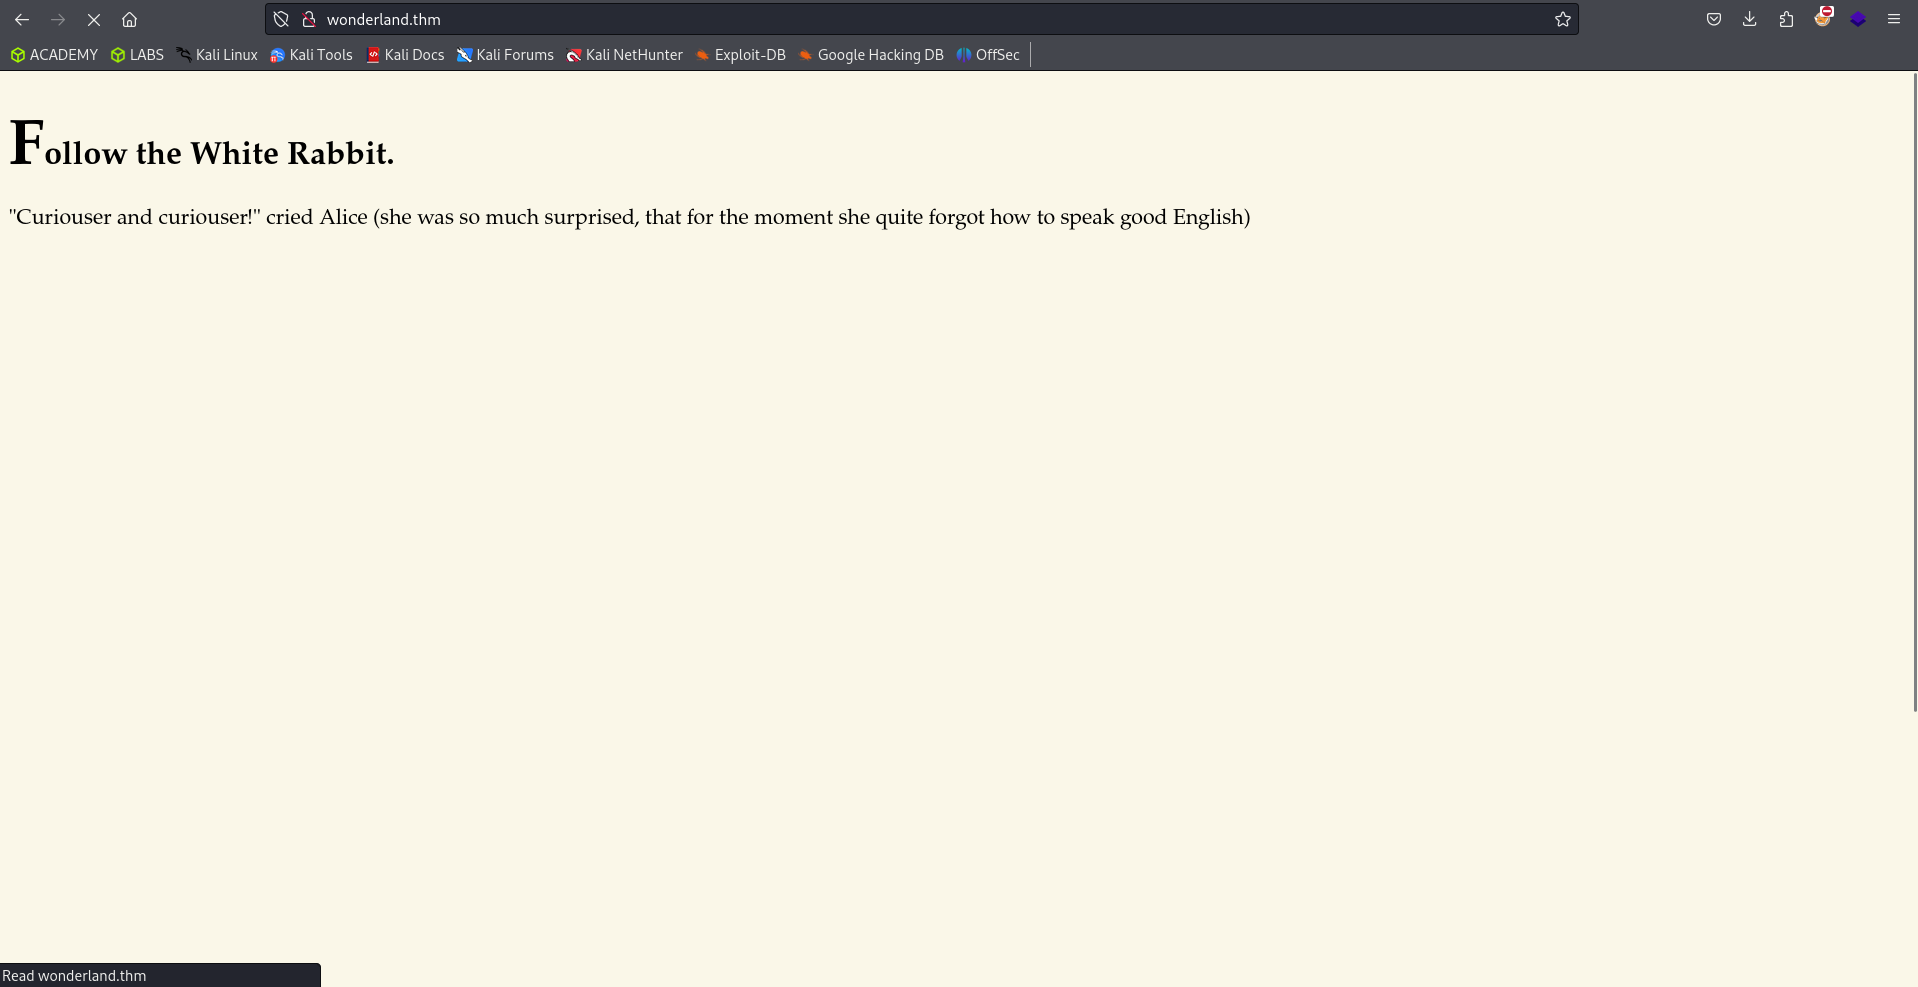 wonderland.thm
ACADEMY LABS Kali Linux Kali Tools Kali Docs Kali Forums Kali NetHunter Exploit-DB Google Hacking DB OffSec
Follow the White Rabbit.
"Curiouser and curiouser!" cried Alice (she was so much surprised, that for the moment she quite forgot how to speak good English)
Read wonderland.thm